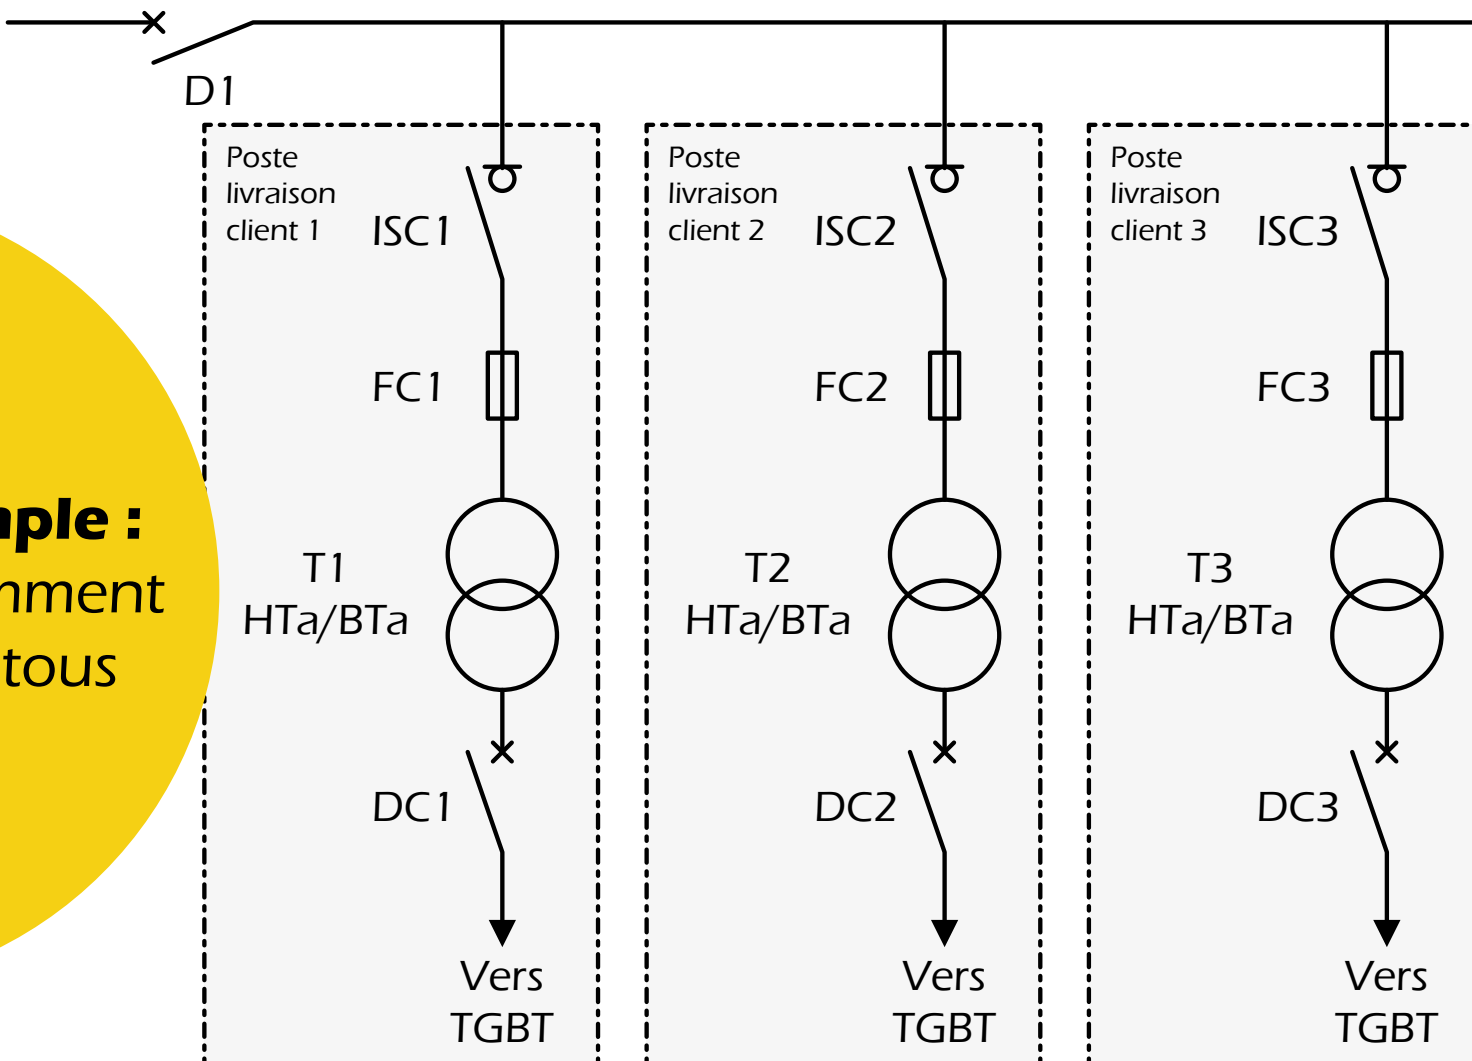 D1
Poste
livraison
client 1
ISC1
FC1
T1
HTa/BTa
DC1
Vers
TGBT
Poste
livraison
client 2
ISC2
FC2
T2
HTa/BTa
DC2
Vers
TGBT
Poste
livraison
client 3
ISC3
FC3
T3
HTa/BTa
DC3
Vers
TGBT
:
tous